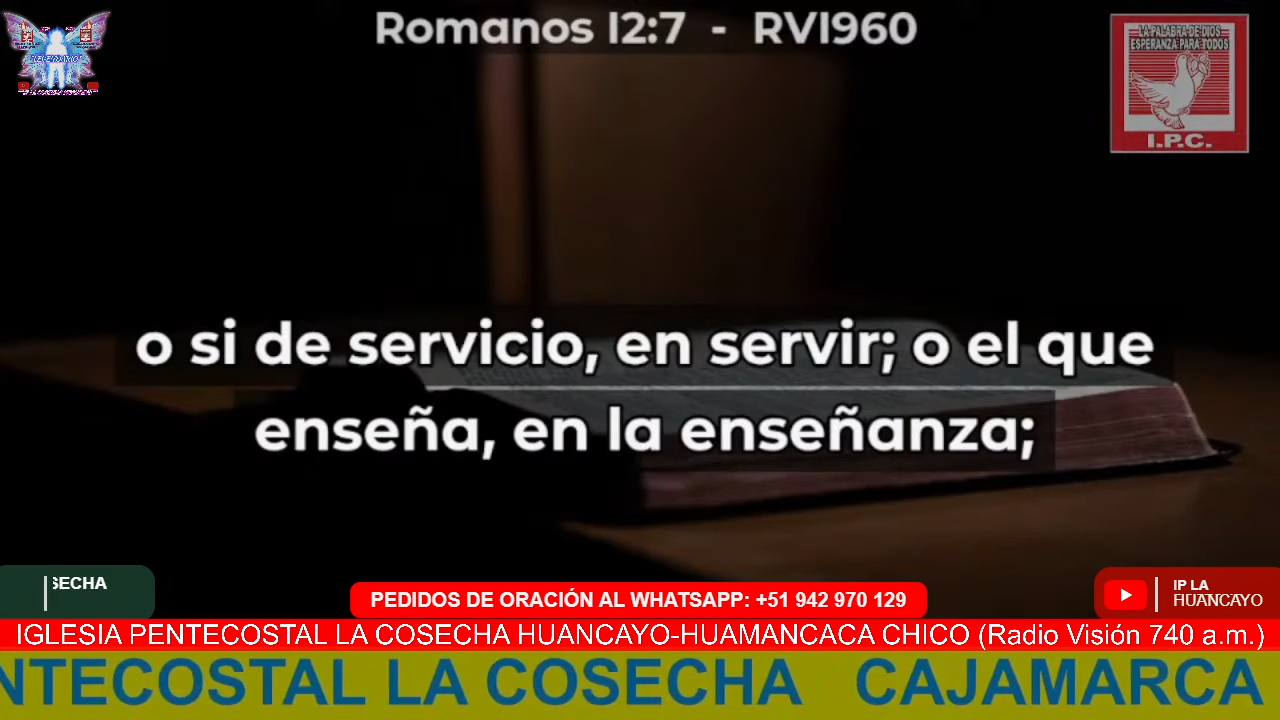 Romanos 12:7 - RV1960
LA PALABRA DE DIOS
ESPERANZA PARA TODOS
I.P.C.
o si de servicio, en servir; o el que
enseña, en la enseñanza;
SECHA
PEDIDOS DE ORACIÓN AL WHATSAPP: +51 942 970 129
IP LA
HUANCAYO
IGLESIA PENTECOSTAL LA COSECHA HUANCAYO-HUAMANCACA CHICO (Radio Visión 740 a.m.)
NTECOSTAL LA COSECHA CAJAMARCA